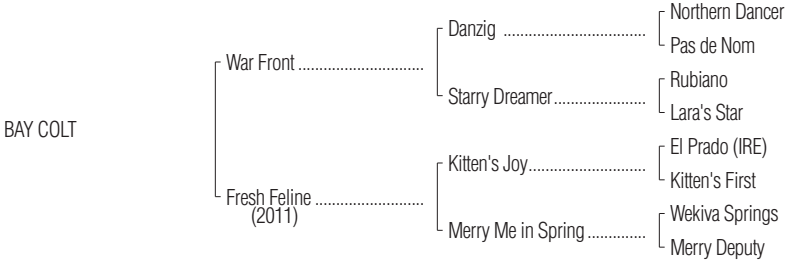 Northern Dancer
Danzig ..................................
Pas de Nom
War Front ..............................
Rubiano
Starry Dreamer......................
Lara's Star
BAY COLT
El Prado (IRE)
Kitten's Joy............................
Kitten's First
Fresh Feline ..........................
(2011)
Wekiva Springs
Merry Me in Spring ..............
Merry Deputy